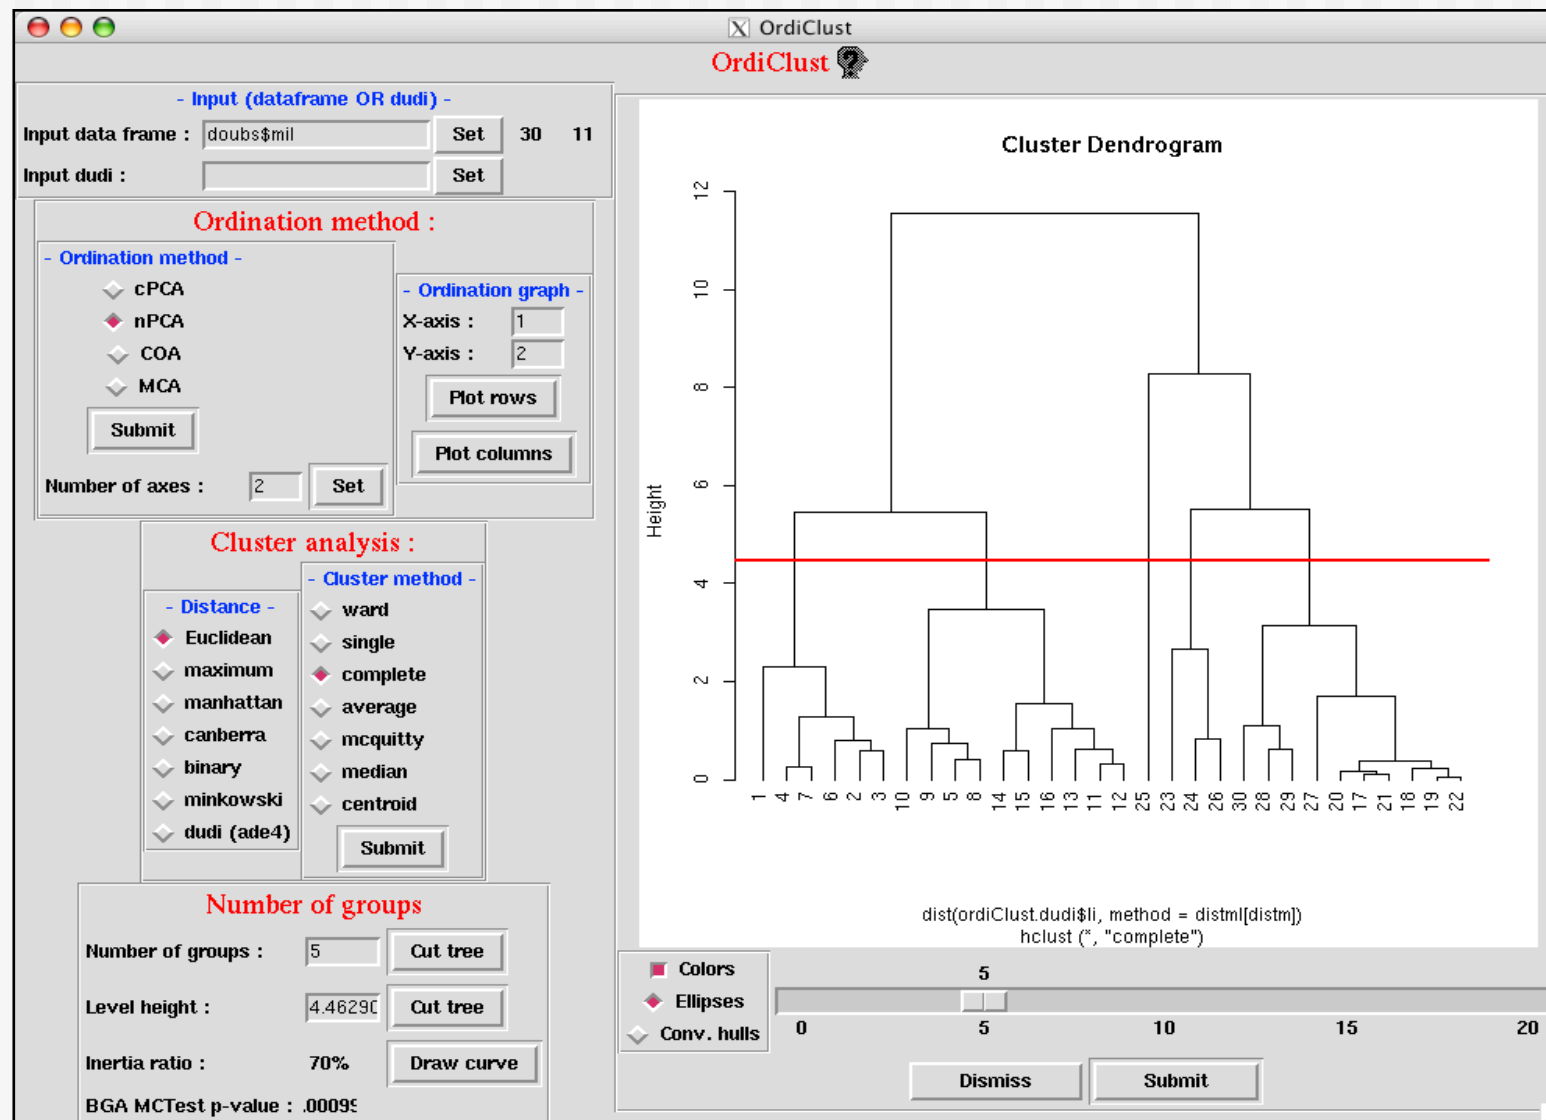 OrdiClust
OrdiClust
- Input (dataframe OR dudi) -
Input data frame : doubs$mil Set 30 11
Input dudi : Set
Ordination method :
- Ordination method -
cPCA
nPCA
COA
MCA
Submit
Number of axes : 2 Set
- Ordination graph -
X-axis : 1
Y-axis : 2
Plot rows
Plot columns
Cluster analysis :
- Distance -
Euclidean
maximum
manhattan
canberra
binary
minkowski
dudi (ade4)
- Cluster method -
ward
single
complete
average
mcquitty
median
centroid
Submit
Number of groups
Number of groups : 5 Cut tree
Level height : 4.4629 Cut tree
Inertia ratio : 70% Draw curve
BGA MCTest p-value : .0009
Cluster Dendrogram
Height
12
10
8
6
4
2
0
1 4 7 6 2 3 10 9 5 8 14 15 16 13 11 12 25 23 24 26 30 28 29 27 20 17 21 18 19 22
dist(ordiClust.dudi$li, method = distml[distm])
hclust (*, "complete")
Colors
Ellipses
Conv. hulls
5
0 5 10 15 20
Dismiss Submit